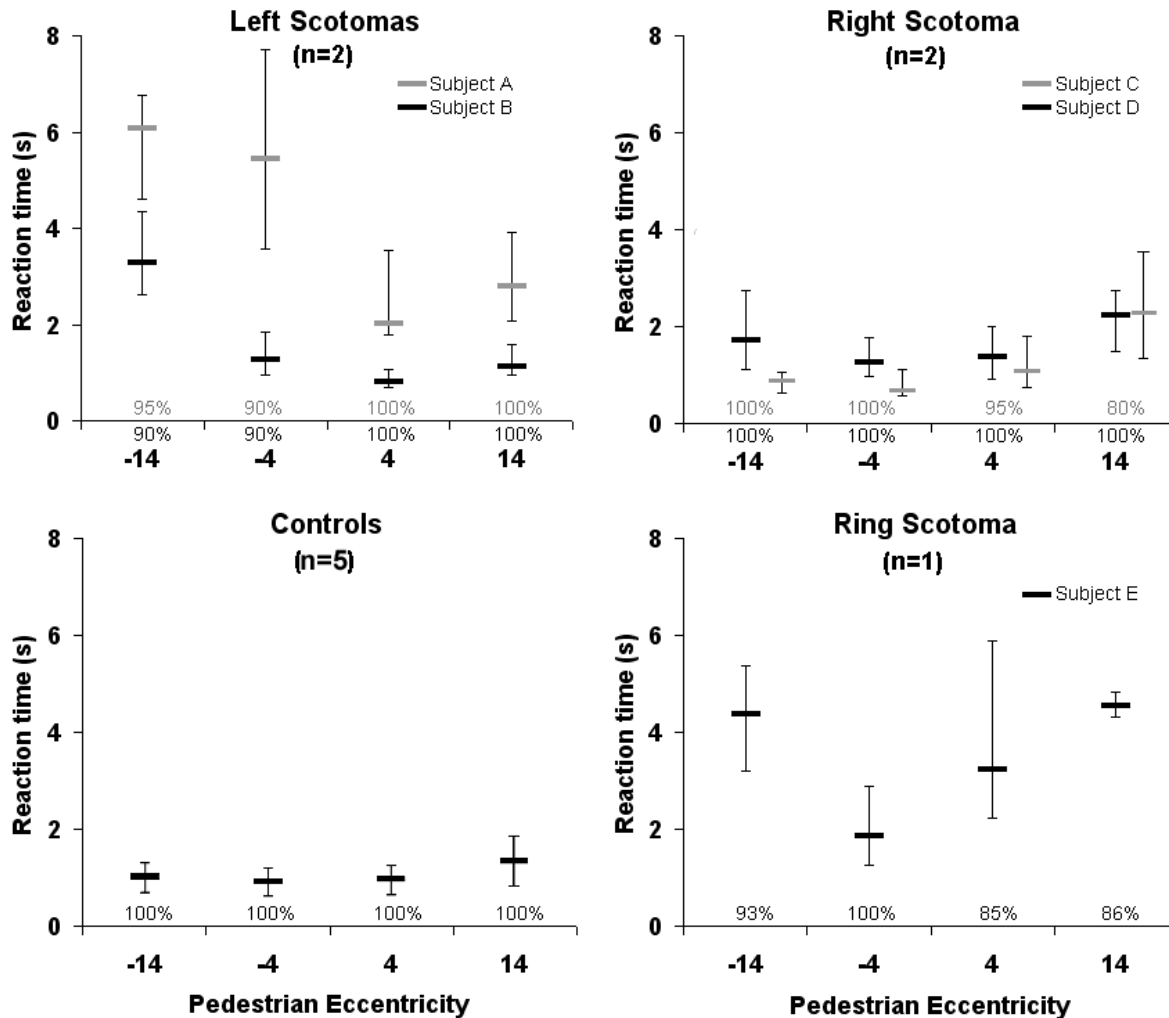 Left Scotomas
(n=2)
Subject A
Subject B
Reaction time (s)
8
6
4
2
0
95% 90% 100% 100%
90% 90% 100% 100%
-14 -4 4 14
Right Scotoma
(n=2)
Subject C
Subject D
Reaction time (s)
8
6
4
2
0
100% 100% 95% 80%
100% 100% 100% 100%
-14 -4 4 14
Controls
(n=5)
Reaction time (s)
8
6
4
2
0
100% 100% 100% 100%
-14 -4 4 14
Pedestrian Eccentricity
Ring Scotoma
(n=1)
Subject E
Reaction time (s)
8
6
4
2
0
93% 100% 85% 86%
-14 -4 4 14
Pedestrian Eccentricity